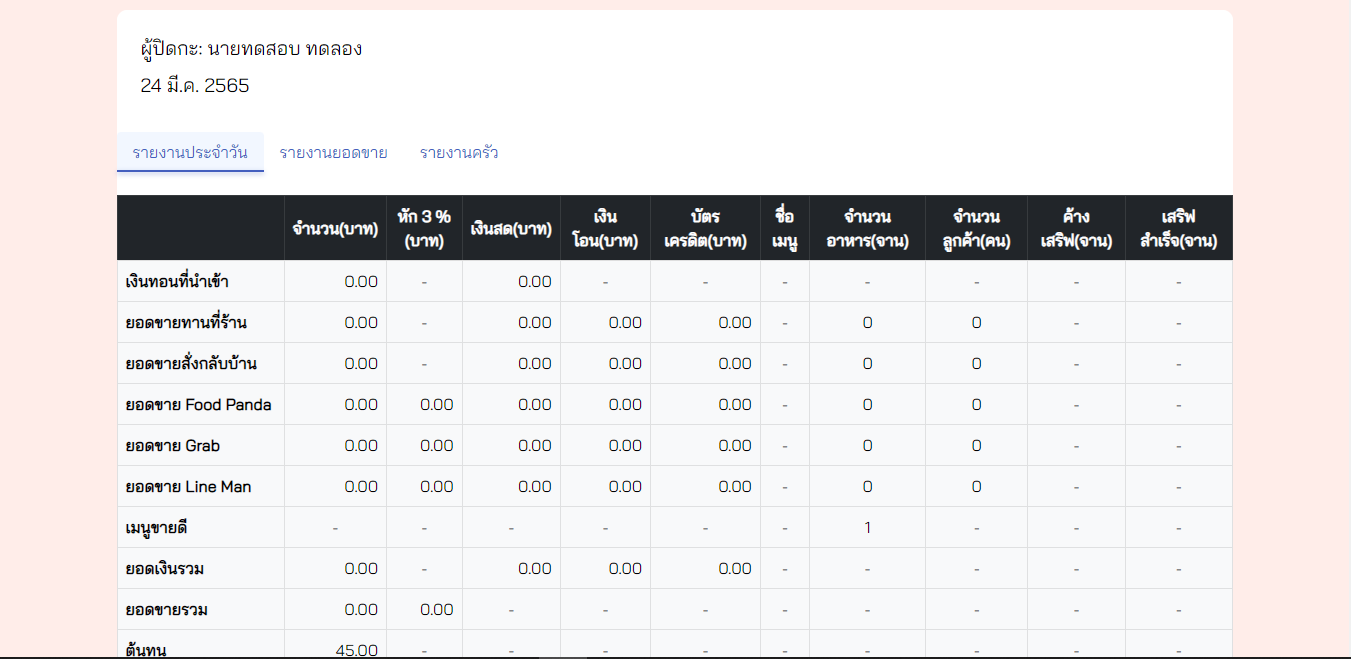 ผู้ปิดกะ: นายทดสอบ ทดลอง
24 มี.ค. 2565
รายงานประจำวัน รายงานยอดขาย รายงานครัว
จำนวน(บาท) หัก 3 % (บาท) เงินสด(บาท) เงินโอน(บาท) บัตรเครดิต(บาท) ชื่อเมนู จำนวนอาหาร(จาน) จำนวนลูกค้า(คน) ค้างเสริฟ(จาน) เสริฟสำเร็จ(จาน)
เงินทอนที่นำเข้า 0.00 - 0.00 - - - - - - -
ยอดขายทานที่ร้าน 0.00 - 0.00 0.00 0.00 - 0 0 - -
ยอดขายสั่งกลับบ้าน 0.00 - 0.00 0.00 0.00 - 0 0 - -
ยอดขาย Food Panda 0.00 0.00 0.00 0.00 0.00 - 0 0 - -
ยอดขาย Grab 0.00 0.00 0.00 0.00 0.00 - 0 0 - -
ยอดขาย Line Man 0.00 0.00 0.00 0.00 0.00 - 0 0 - -
เมนูขายดี - - - - - - 1 - - -
ยอดเงินรวม 0.00 - 0.00 0.00 0.00 - - - - -
ยอดขายรวม 0.00 0.00 - - - - - - - -
ต้นทุน 45.00 - - - - - - - - -